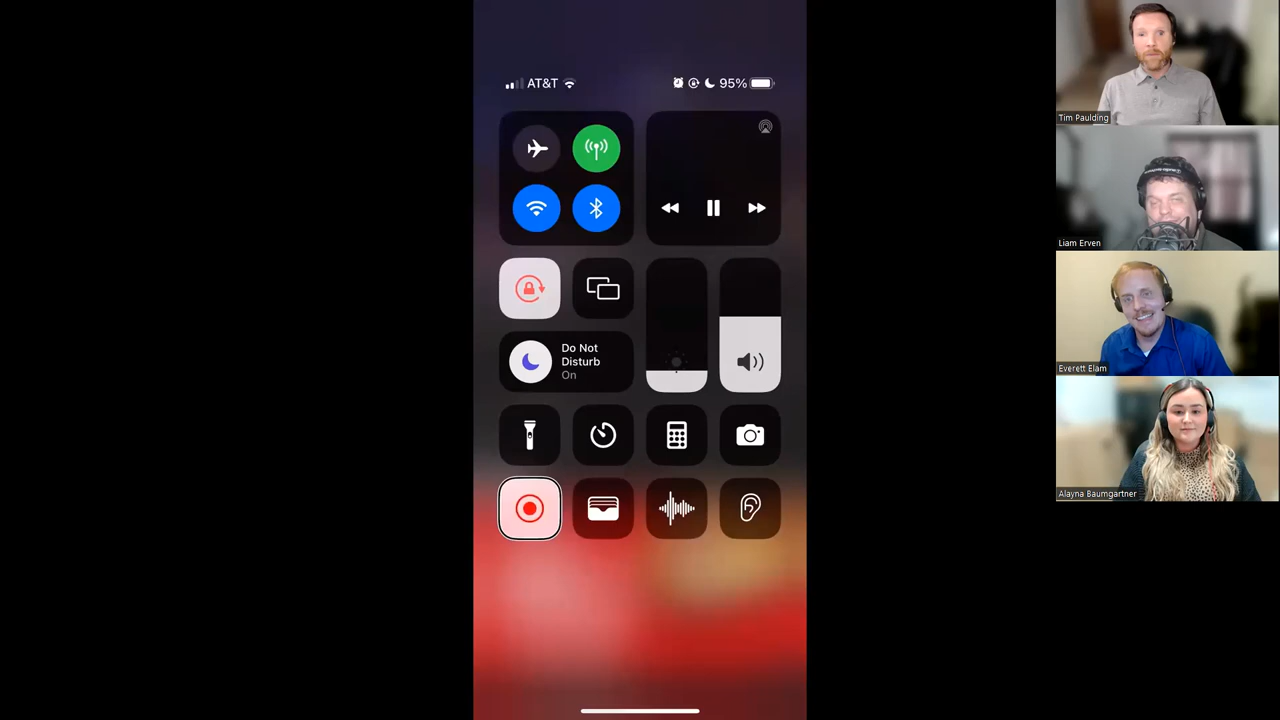 AT&T
95%
Do Not
Disturb
On
Tim Paulding
Liam Erven
Everett Elam
Alayna Baumgartner